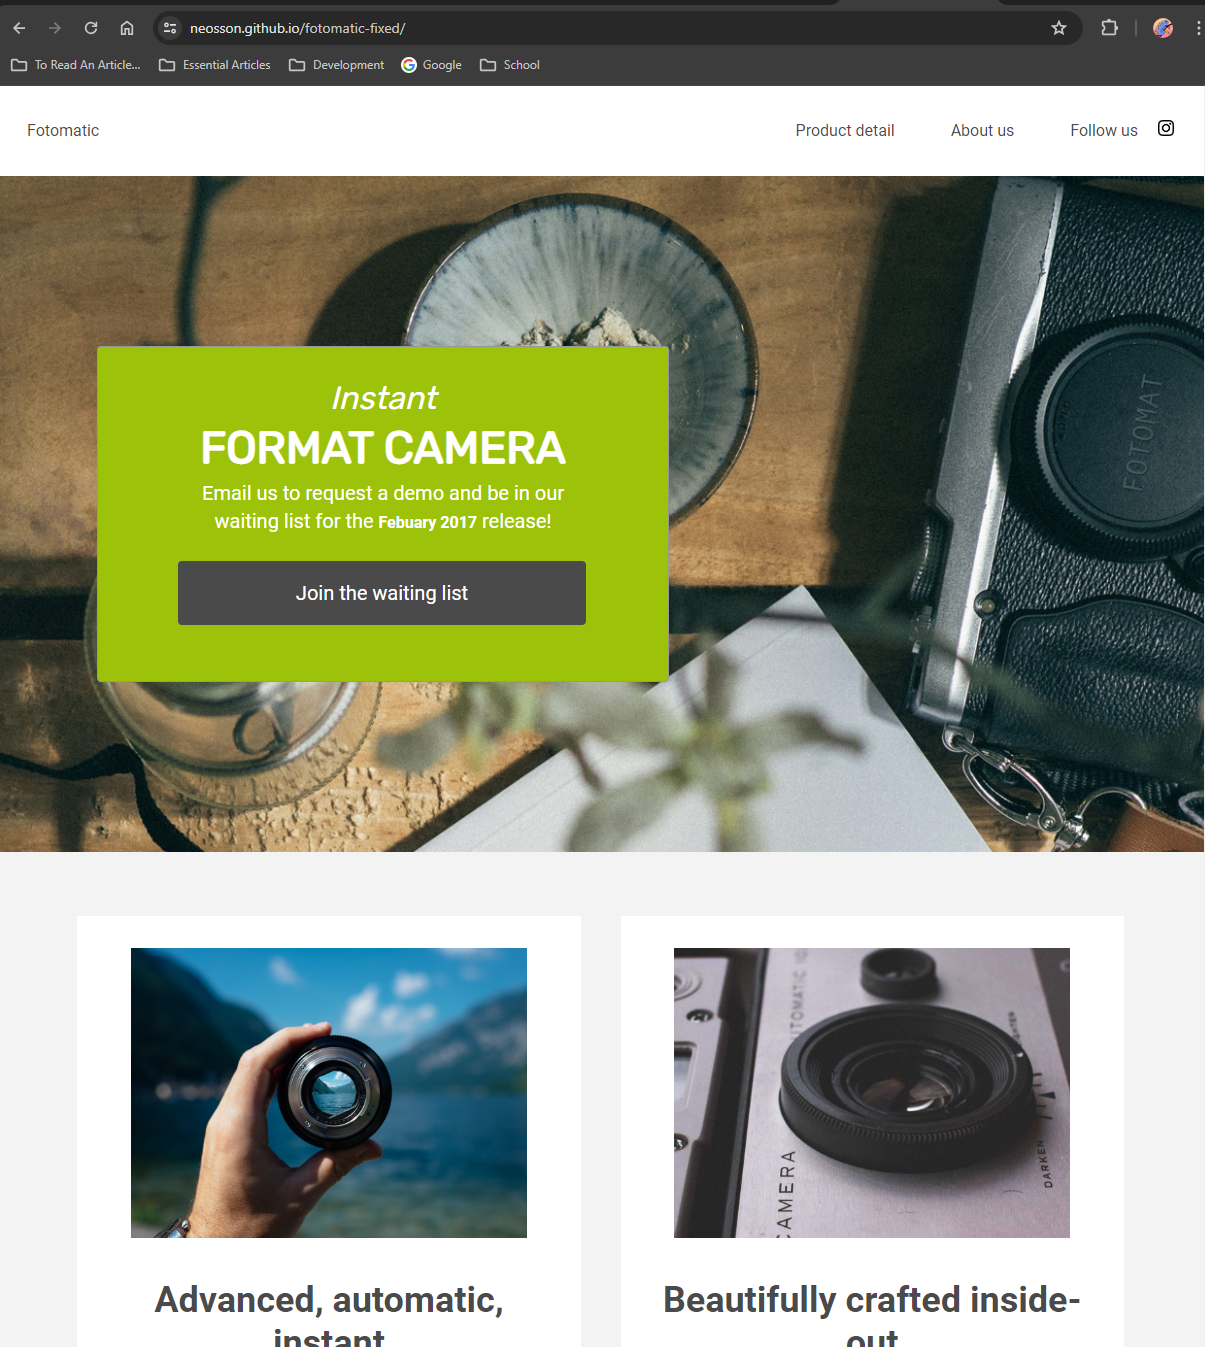 neosson.github.io/fotomatic-fixed/
To Read An Article... Essential Articles Development Google School
Fotomatic Product detail About us Follow us
FOTOMAT
Instant
FORMAT CAMERA
Email us to request a demo and be in our
waiting list for the Febuary 2017 release!
Join the waiting list
CAMERA
DARKEN
Advanced, automatic,
instant
Beautifully crafted inside-
out